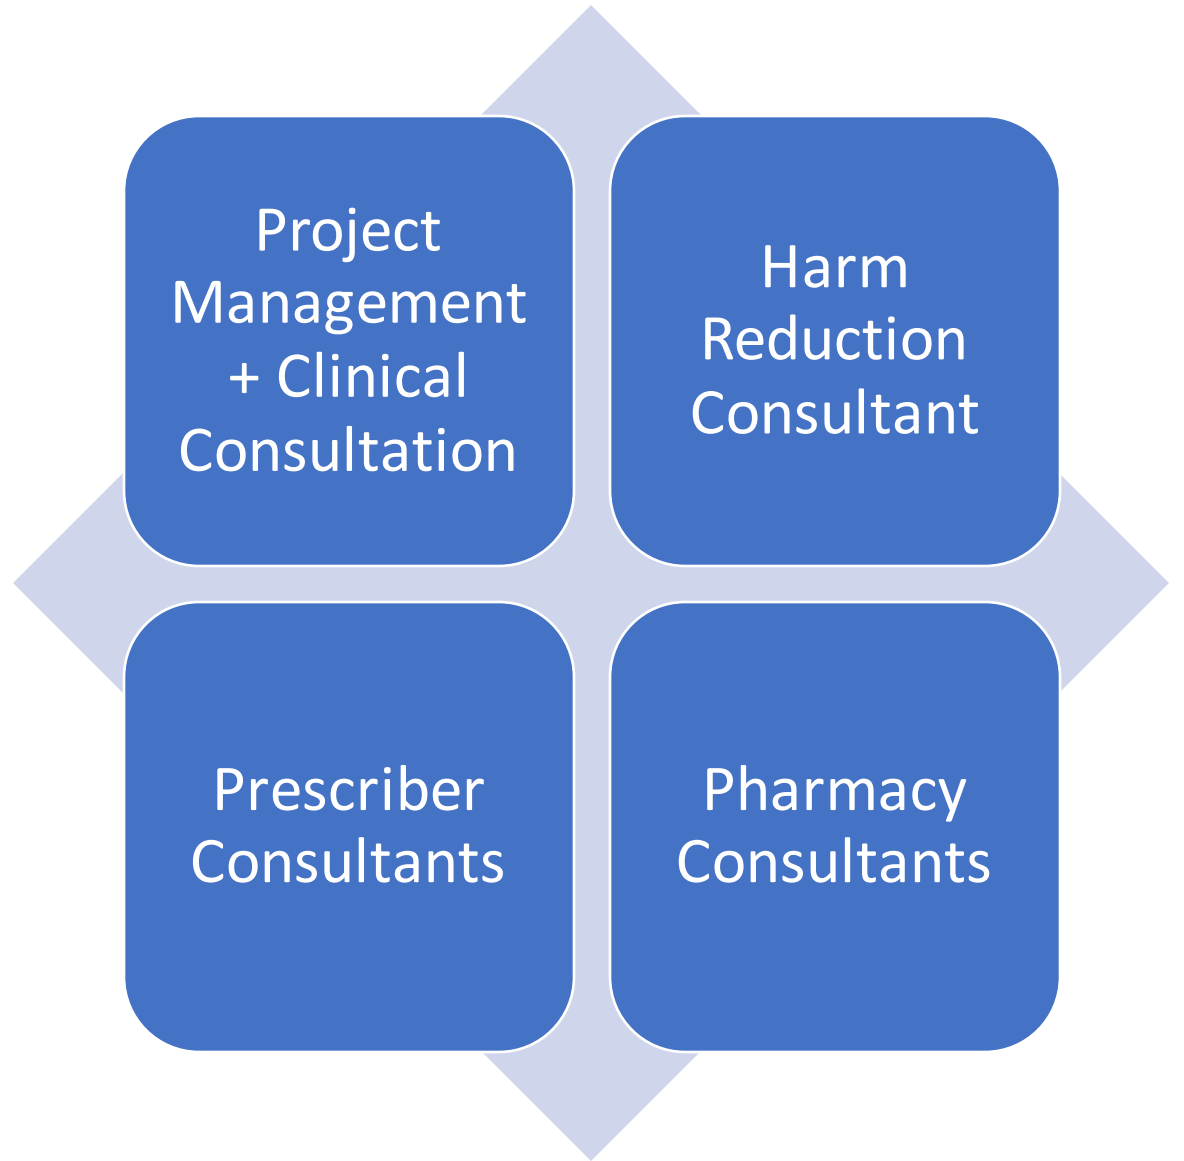 Project
Management
+ Clinical
Consultation
Harm
Reduction
Consultant
Prescriber
Consultants
Pharmacy
Consultants